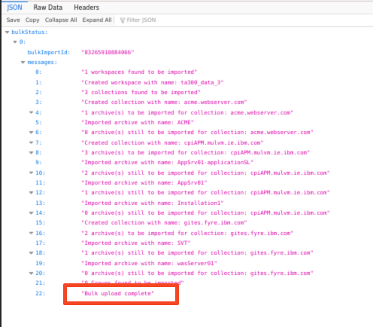 JSON Raw Data Headers
Save Copy Collapse All Expand All Filter JSON
bulkStatus:
0:
bulkImportId: "83265910884066"
messages:
0: "1 workspaces found to be imported"
1: "Created workspace with name: ta300_data_3"
2: "3 collections found to be imported"
3: "Created collection with name: acme.webserver.com"
4: "1 archive(s) to be imported for collection: acme.webserver.com"
5: "Imported archive with name: ACME"
6: "0 archive(s) still to be imported for collection: acme.webserver.com"
7: "Created collection with name: cpiAPM.mulvm.ie.ibm.com"
8: "3 archive(s) to be imported for collection: cpiAPM.mulvm.ie.ibm.com"
9: "Imported archive with name: AppSrv01-applicationSL"
10: "2 archive(s) still to be imported for collection: cpiAPM.mulvm.ie.ibm.com"
11: "Imported archive with name: AppSrv01"
12: "1 archive(s) still to be imported for collection: cpiAPM.mulvm.ie.ibm.com"
13: "Imported archive with name: Installation1"
14: "0 archive(s) still to be imported for collection: cpiAPM.mulvm.ie.ibm.com"
15: "Created collection with name: gites.fyre.ibm.com"
16: "2 archive(s) to be imported for collection: gites.fyre.ibm.com"
17: "Imported archive with name: SVT"
18: "1 archive(s) still to be imported for collection: gites.fyre.ibm.com"
19: "Imported archive with name: wasServer01"
20: "0 archive(s) still to be imported for collection: gites.fyre.ibm.com"
21: found to be imported"
22: "Bulk upload complete"